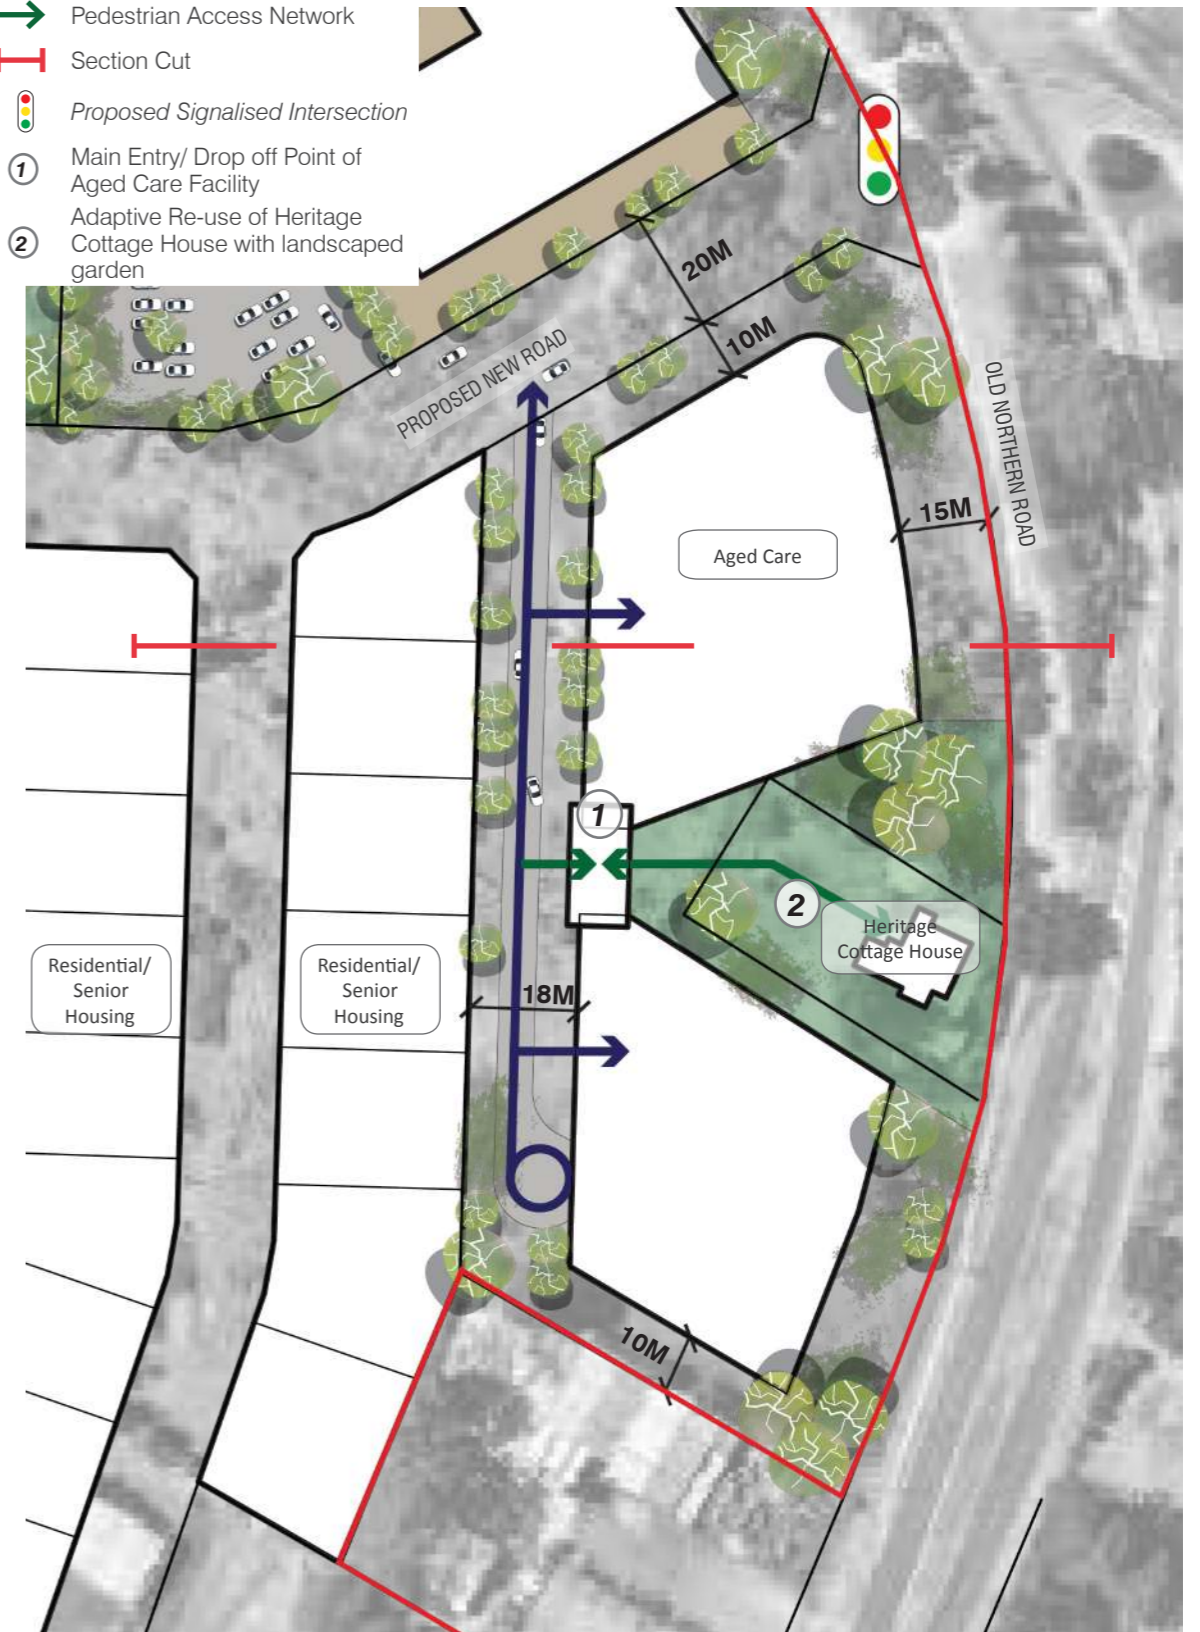 Pedestrian Access Network
Section Cut
Proposed Signalised Intersection
1
Main Entry/ Drop off Point of
Aged Care Facility
2
Adaptive Re-use of Heritage
Cottage House with landscaped
garden
20M
10M
PROPOSED NEW ROAD
OLD NORTHERN ROAD
15M
Aged Care
1
2
Heritage
Cottage House
Residential/
Senior
Housing
Residential/
Senior
Housing
18M
10M